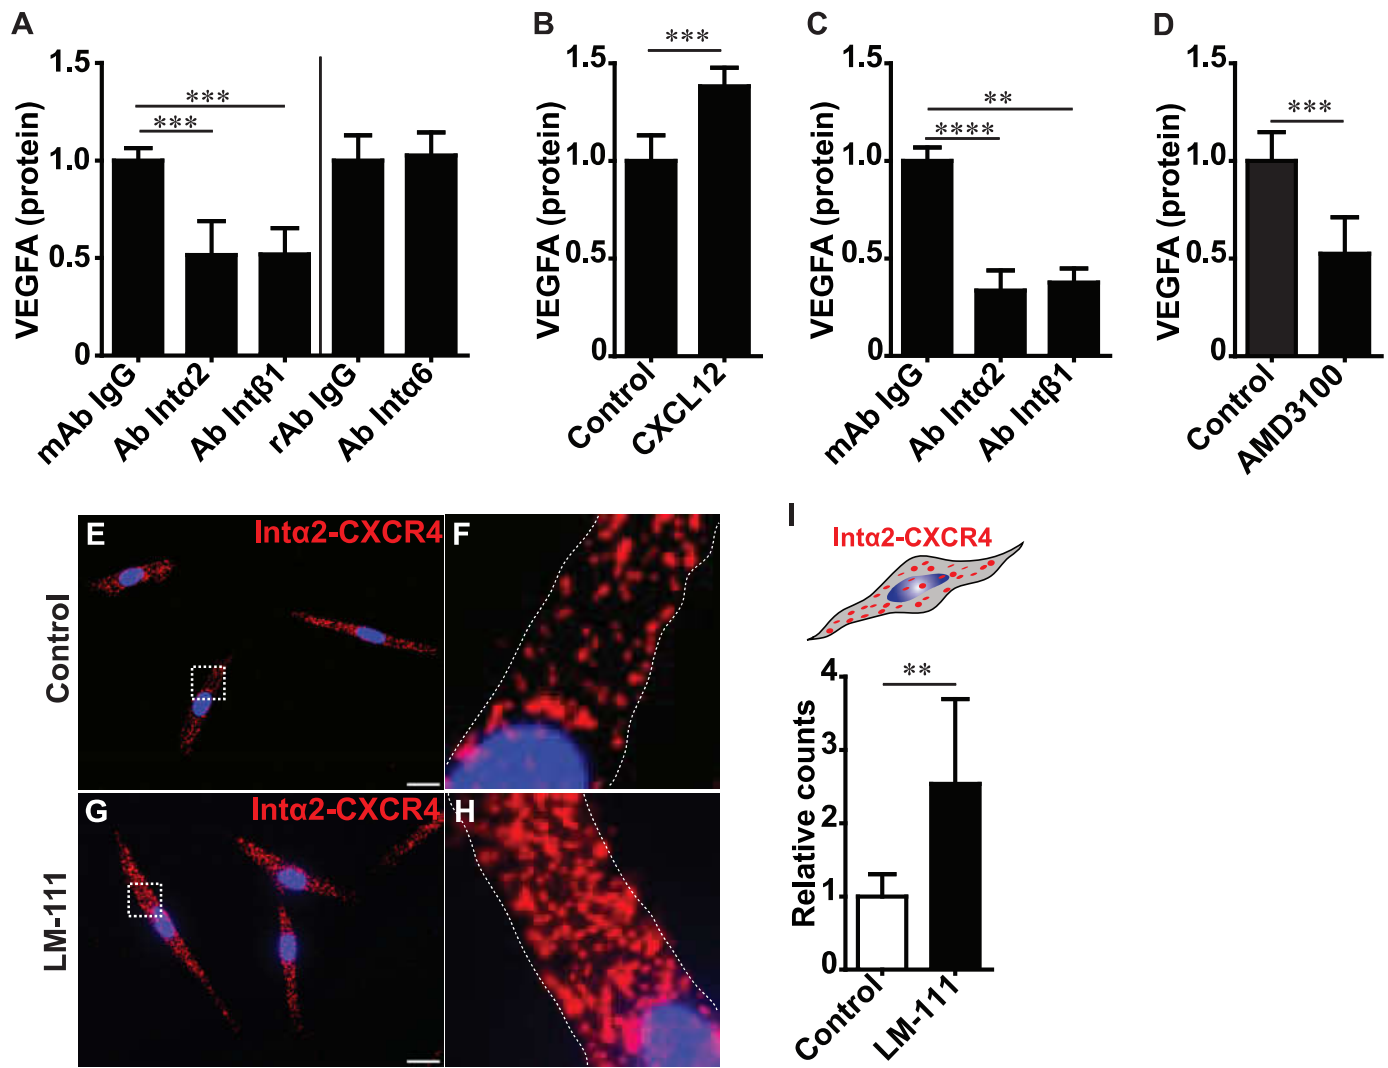 A
VEGFA (protein)
1.5
1.0
0.5
0
***
***
mAb IgG
Ab Intα2
Ab Intβ1
rAb IgG
Ab Intα6
B
VEGFA (protein)
1.5
1.0
0.5
0
***
Control
CXCL12
C
VEGFA (protein)
1.5
1.0
0.5
0
**
****
mAb IgG
Ab Intα2
Ab Intβ1
D
VEGFA (protein)
1.5
1.0
0.5
0
***
Control
AMD3100
Control
E
Intα2-CXCR4
F
LM-111
G
Intα2-CXCR4
H
I
Intα2-CXCR4
Relative counts
4
3
2
1
0
**
Control
LM-111